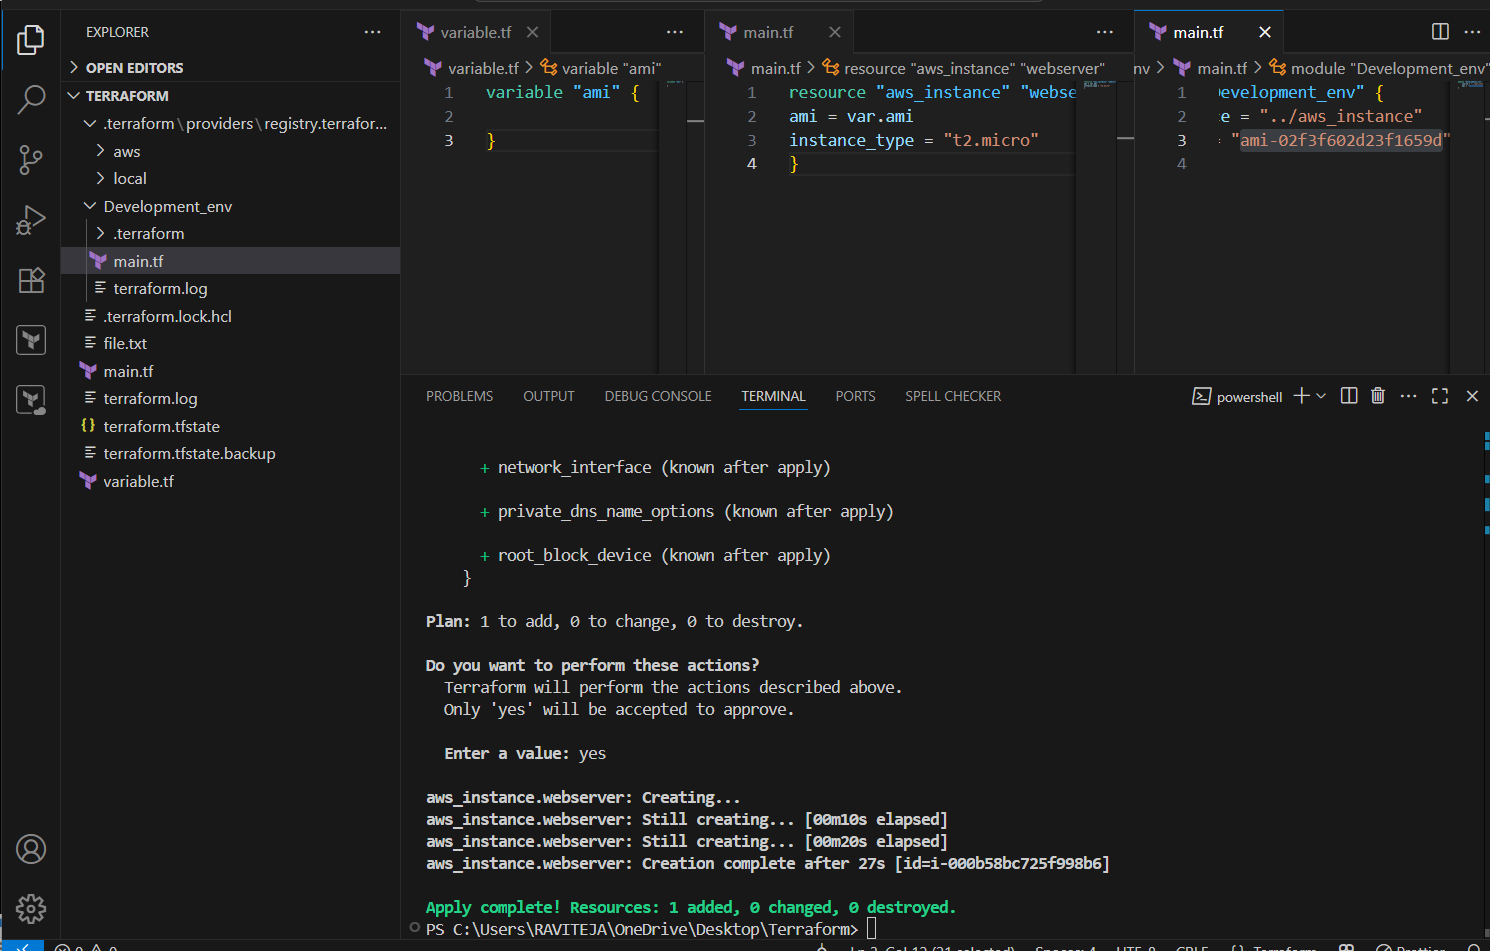 EXPLORER
OPEN EDITORS
TERRAFORM
.terraform\providers\registry.terrafor...
aws
local
Development_env
.terraform
main.tf
terraform.log
.terraform.lock.hcl
file.txt
main.tf
terraform.log
terraform.tfstate
terraform.tfstate.backup
variable.tf
variable.tf
variable.tf > variable "ami"
1 variable "ami" {
2
3 }
main.tf
main.tf > resource "aws_instance" "webserver"
1 resource "aws_instance" "webse
2 ami = var.ami
3 instance_type = "t2.micro"
4 }
main.tf
nv > main.tf > module "Development_env"
1 evelopment_env" {
2 e = "../aws_instance"
3 "ami-02f3f602d23f1659d"
4
PROBLEMS OUTPUT DEBUG CONSOLE TERMINAL PORTS SPELL CHECKER
powershell
+ network_interface (known after apply)
+ private_dns_name_options (known after apply)
+ root_block_device (known after apply)
}
Plan: 1 to add, 0 to change, 0 to destroy.
Do you want to perform these actions?
Terraform will perform the actions described above.
Only 'yes' will be accepted to approve.
Enter a value: yes
aws_instance.webserver: Creating...
aws_instance.webserver: Still creating... [00m10s elapsed]
aws_instance.webserver: Still creating... [00m20s elapsed]
aws_instance.webserver: Creation complete after 27s [id=i-000b58bc725f998b6]
Apply complete! Resources: 1 added, 0 changed, 0 destroyed.
PS C:\Users\RAVITEJA\OneDrive\Desktop\Terraform>